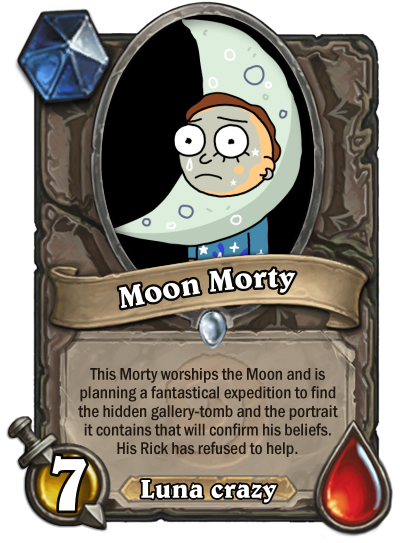 Moon Morty
This Morty worships the Moon and is
planning a fantastical expedition to find
the hidden gallery-tomb and the portrait
it contains that will confirm his beliefs.
His Rick has refused to help.
7
Luna crazy